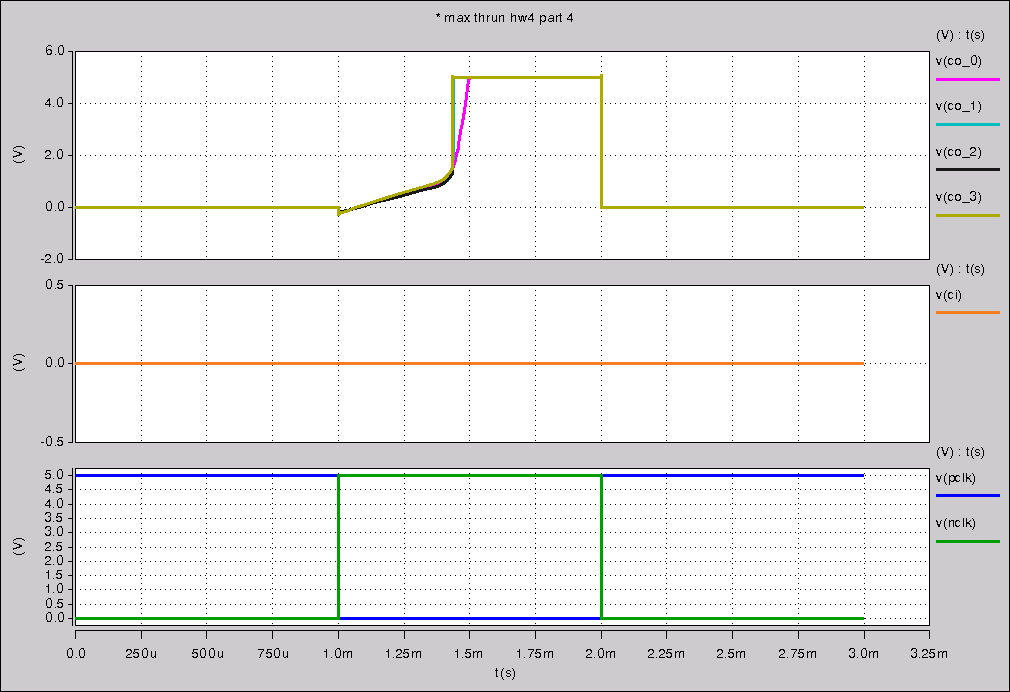 * max thrun hw4 part 4
(V) : t(s)
v(co_0)
v(co_1)
v(co_2)
v(co_3)
6.0
4.0
2.0
0.0
-2.0
(V)
(V) : t(s)
v(ci)
0.5
0.0
-0.5
(V)
(V) : t(s)
v(pclk)
v(nclk)
5.0
4.5
4.0
3.5
3.0
2.5
2.0
1.5
1.0
0.5
0.0
(V)
0.0 250u 500u 750u 1.0m 1.25m 1.5m 1.75m 2.0m 2.25m 2.5m 2.75m 3.0m 3.25m
t(s)